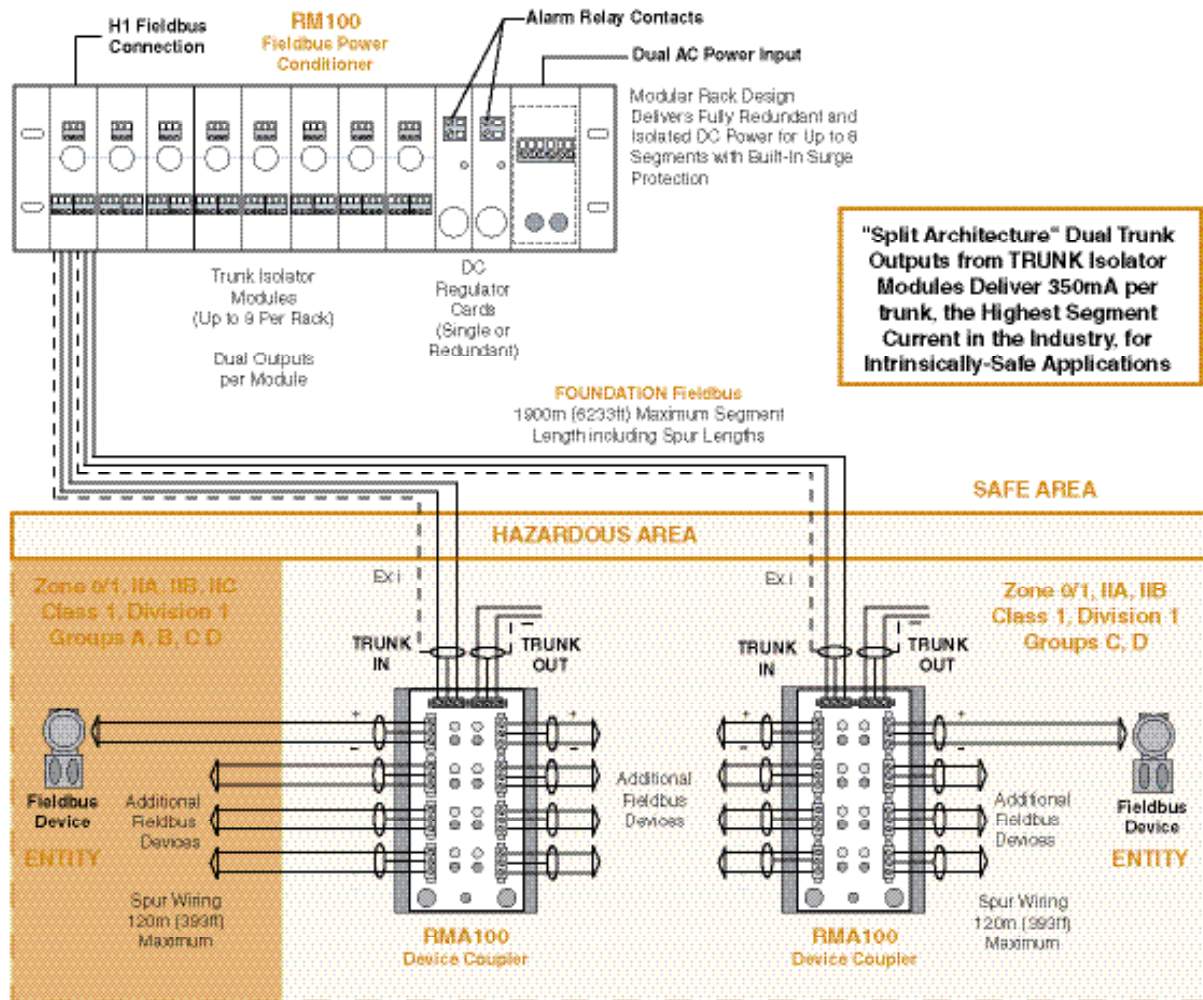 H1 Fieldbus
Connection
RM100
Fieldbus Power
Conditioner
Alarm Relay Contacts
Dual AC Power Input
Modular Rack Design
Delivers Fully Redundant and
Isolated DC Power for Up to 8
Segments with Built-In Surge
Protection
"Split Architecture" Dual Trunk
Outputs from TRUNK Isolator
Modules Deliver 350mA per
trunk, the Highest Segment
Current in the Industry, for
Intrinsically-Safe Applications
Trunk Isolator
Modules
(Up to 9 Per Rack)
Dual Outputs
per Module
DC
Regulator
Cards
(Single or
Redundant)
FOUNDATION Fieldbus
1900m (6233ft) Maximum Segment
Length including Spur Lengths
SAFE AREA
HAZARDOUS AREA
Zone 0/1, IIA, IIB, IIC
Class 1, Division 1
Groups A, B, C D
Ex i
Ex i
Zone 0/1, IIA, IIB
Class 1, Division 1
Groups C, D
TRUNK
IN
TRUNK
OUT
TRUNK
IN
TRUNK
OUT
+
-
+
-
+
-
+
-
Fieldbus
Device
ENTITY
Additional
Fieldbus
Devices
Additional
Fieldbus
Devices
Additional
Fieldbus
Devices
Fieldbus
Device
ENTITY
Spur Wiring
120m (393ft)
Maximum
Spur Wiring
120m (393ft)
Maximum
RMA100
Device Coupler
RMA100
Device Coupler